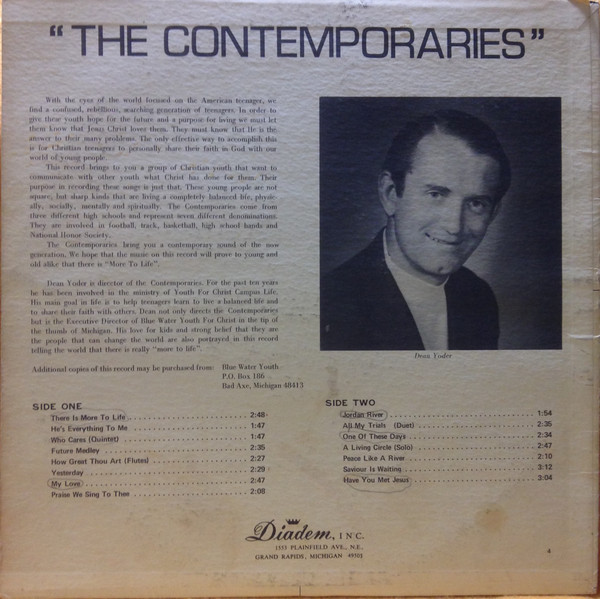 " THE CONTEMPORARIES "
With the eyes of the world focused on the American teenager, we
find a confused, rebellious, searching generation of teenagers. In order to
give these youth hope for the future and a purpose for living we must let
them know that Jesus Christ loves them. They must know that He is the
answer to their many problems. The only effective way to accomplish this
is for Christian teenagers to personally share their faith in God with our
world of young people.
This record brings to you a group of Christian youth that want to
communicate with other youth what Christ has done for them. Their
purpose in recording these songs is just that. These young people are not
square, but sharp kinds that are living a completely balanced life, physic-
ally, socially, mentally and spiritually. The Contemporaries come from
three different high schools and represent seven different denominations.
They are involved in football, track, basketball, high school bands and
National Honor Society.
The Contemporaries bring you a contemporary sound of the now
generation. We hope that the music on this record will prove to young and
old alike that there is "More To Life".
Dean Yoder is director of the Contemporaries. For the past ten years
he has been involved in the ministry of Youth For Christ Campus Life.
His main goal in life is to help teenagers learn to live a balanced life and
to share their faith with others. Dean not only directs the Contemporaries
but is the Executive Director of Blue Water Youth For Christ in the tip of
the thumb of Michigan. His love for kids and strong belief that they are
the people that can change the world are also portrayed in this record
telling the world that there is really "more to life".
Dean Yoder
Additional copies of this record may be purchased from: Blue Water Youth
P.O. Box 186
Bad Axe, Michigan 48413
SIDE ONE
There Is More To Life 2:48
He's Everything To Me 1:47
Who Cares (Quintet) 1:47
Future Medley 2:35
How Great Thou Art (Flutes) 2:27
Yesterday 2:29
My Love 2:47
Praise We Sing To Thee 2:08
SIDE TWO
Jordan River 1:54
All My Trials (Duet) 2:35
One Of These Days 2:34
A Living Circle (Solo) 2:47
Peace Like A River 2:10
Saviour Is Waiting 3:12
Have You Met Jesus 3:04
Diadem, INC.
1553 PLAINFIELD AVE., N.E.,
GRAND RAPIDS, MICHIGAN 49505
4